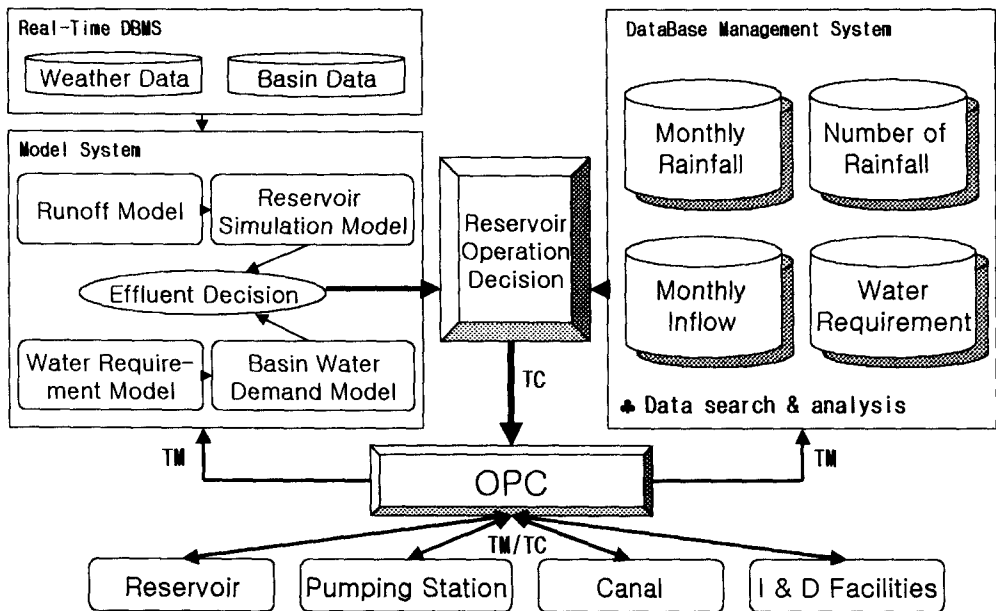 Real-Time DBMS
Weather Data
Basin Data
Model System
Runoff Model
Reservoir
Simulation Model
Effluent Decision
Water Require-
ment Model
Basin Water
Demand Model
Reservoir
Operation
Decision
DataBase Management System
Monthly
Rainfall
Number of
Rainfall
Monthly
Inflow
Water
Requirement
♣ Data search & analysis
TC
TM
TM
OPC
TM/TC
Reservoir
Pumping Station
Canal
I & D Facilities